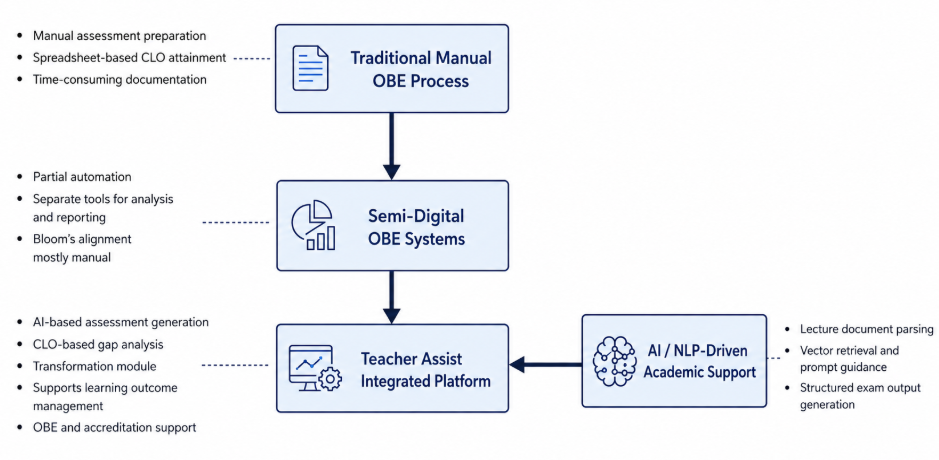 • Manual assessment preparation
• Spreadsheet-based CLO attainment
• Time-consuming documentation
Traditional Manual
OBE Process
• Partial automation
• Separate tools for analysis
and reporting
• Bloom's alignment
mostly manual
Semi-Digital
OBE Systems
• AI-based assessment generation
• CLO-based gap analysis
• Transformation module
• Supports learning outcome
management
• OBE and accreditation support
Teacher Assist
Integrated Platform
AI / NLP-Driven
Academic Support
• Lecture document parsing
• Vector retrieval and
prompt guidance
• Structured exam output
generation